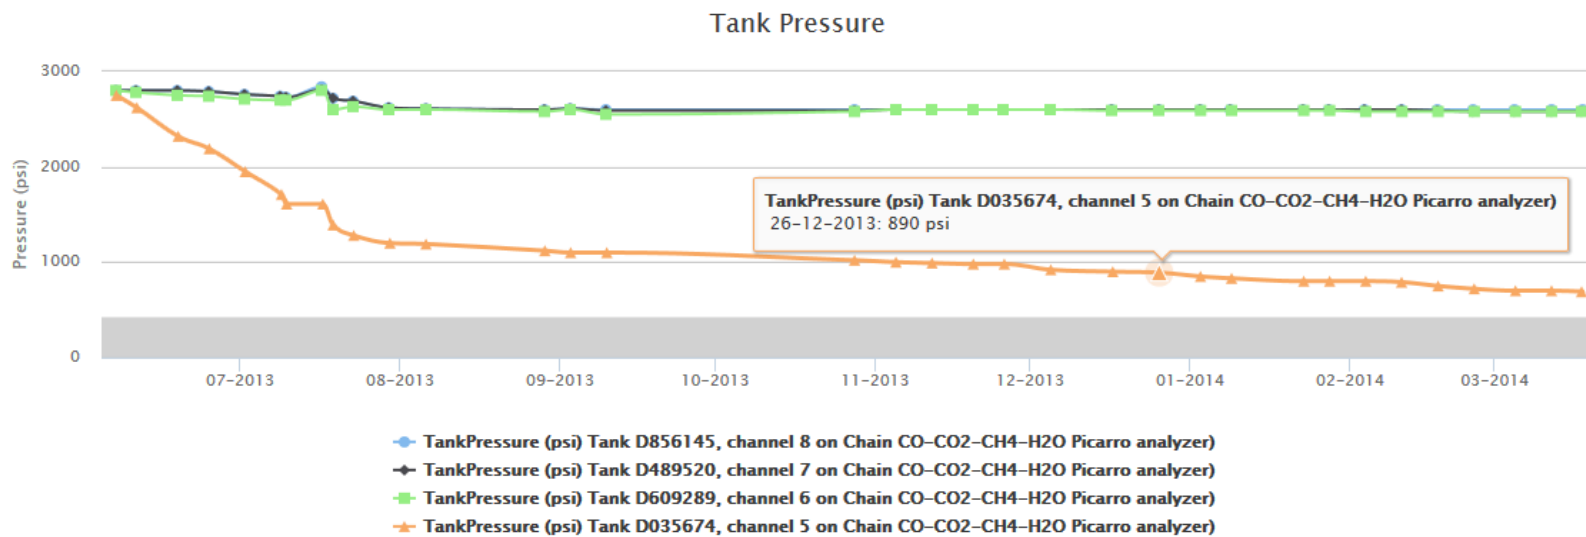 Tank Pressure
3000
2000
1000
0
Pressure (psi)
TankPressure (psi) Tank D035674, channel 5 on Chain CO-CO2-CH4-H2O Picarro analyzer)
26-12-2013: 890 psi
07-2013 08-2013 09-2013 10-2013 11-2013 12-2013 01-2014 02-2014 03-2014
TankPressure (psi) Tank D856145, channel 8 on Chain CO-CO2-CH4-H2O Picarro analyzer)
TankPressure (psi) Tank D489520, channel 7 on Chain CO-CO2-CH4-H2O Picarro analyzer)
TankPressure (psi) Tank D609289, channel 6 on Chain CO-CO2-CH4-H2O Picarro analyzer)
TankPressure (psi) Tank D035674, channel 5 on Chain CO-CO2-CH4-H2O Picarro analyzer)